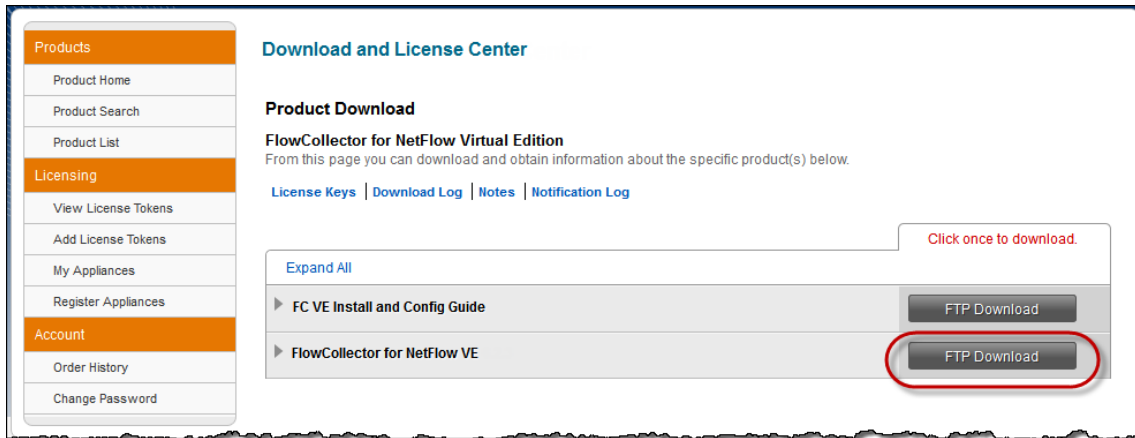 Products
Product Home
Product Search
Product List
Licensing
View License Tokens
Add License Tokens
My Appliances
Register Appliances
Account
Order History
Change Password
Download and License Center
Product Download
FlowCollector for NetFlow Virtual Edition
From this page you can download and obtain information about the specific product(s) below.
License Keys | Download Log | Notes | Notification Log
Click once to download.
Expand All
FC VE Install and Config Guide FTP Download
FlowCollector for NetFlow VE FTP Download